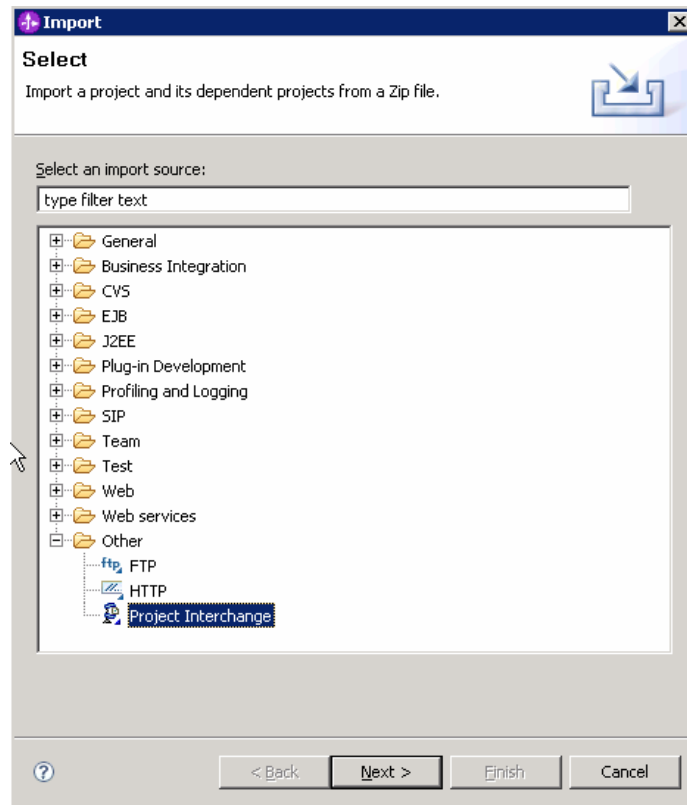 Import
Select
Import a project and its dependent projects from a Zip file.
Select an import source:
type filter text
General
Business Integration
CVS
EJB
J2EE
Plug-in Development
Profiling and Logging
SIP
Team
Test
Web
Web services
Other
ftp FTP
HTTP
Project Interchange
? < Back Next > Finish Cancel